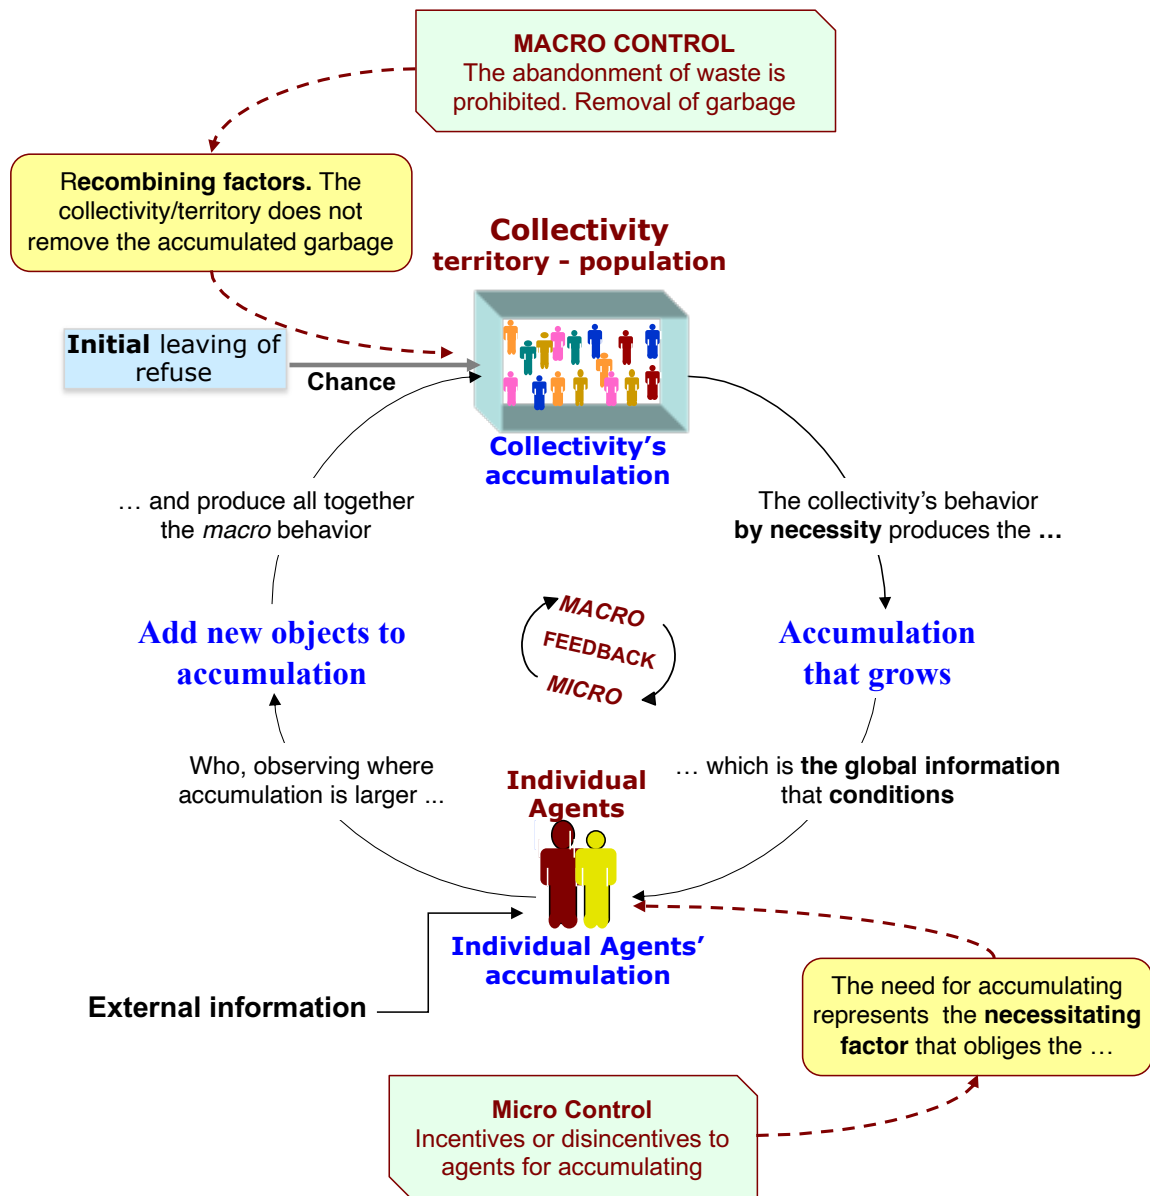 MACRO CONTROL
The abandonment of waste is
prohibited. Removal of garbage
Recombining factors. The
collectivity/territory does not
remove the accumulated garbage
Collectivity
territory - population
Initial leaving of
refuse
Chance
Collectivity's
accumulation
… and produce all together
the macro behavior
The collectivity’s behavior
by necessity produces the …
Add new objects to
accumulation
MACRO
FEEDBACK
MICRO
Accumulation
that grows
Who, observing where
accumulation is larger ...
… which is the global information
that conditions
Individual
Agents
Individual Agents’
accumulation
External information
The need for accumulating
represents the necessitating
factor that obliges the …
Micro Control
Incentives or disincentives to
agents for accumulating